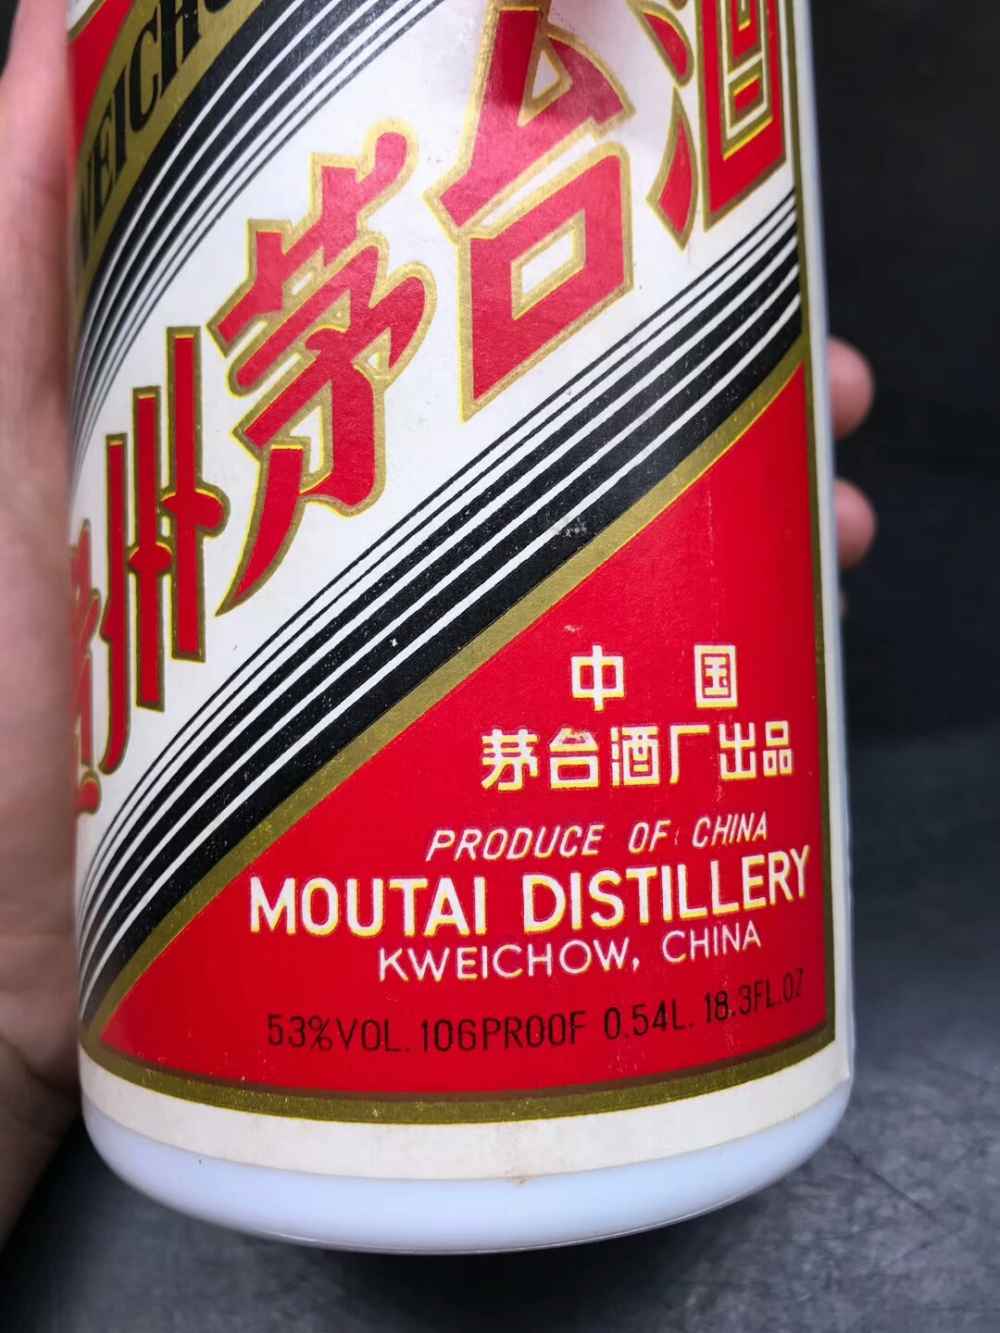 WEICHO
州茅台酒
中国
茅台酒厂出品
PRODUCE OF CHINA
MOUTAI DISTILLERY
KWEICHOW, CHINA
53%VOL. 106PROOF 0.54L. 18.3FL.OZ